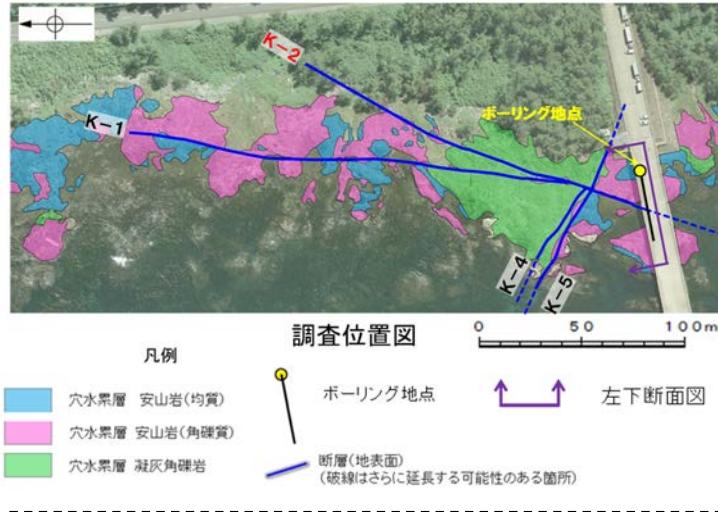 K-2
K-1
ボーリング地点
K-4
K-5
調査位置図
0 50 100m
凡例
穴水累層 安山岩(均質)
穴水累層 安山岩(角礫質)
穴水累層 凝灰角礫岩
ボーリング地点
左下断面図
断層(地表面)
(破線はさらに延長する可能性のある箇所)